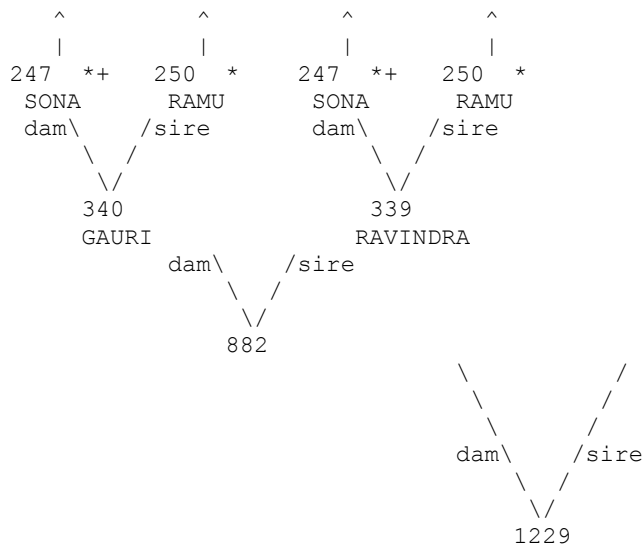 ^ ^ ^ ^
| | | |
247 *+ 250 * 247 *+ 250 *
SONA RAMU SONA RAMU
dam\ /sire dam\ /sire
\ / \ /
\/ \/
340 339
GAURI RAVINDRA
dam\ /sire
\ /
\/
882
\ /
\ /
\ /
\ /
dam\ /sire
\ /
\/
1229